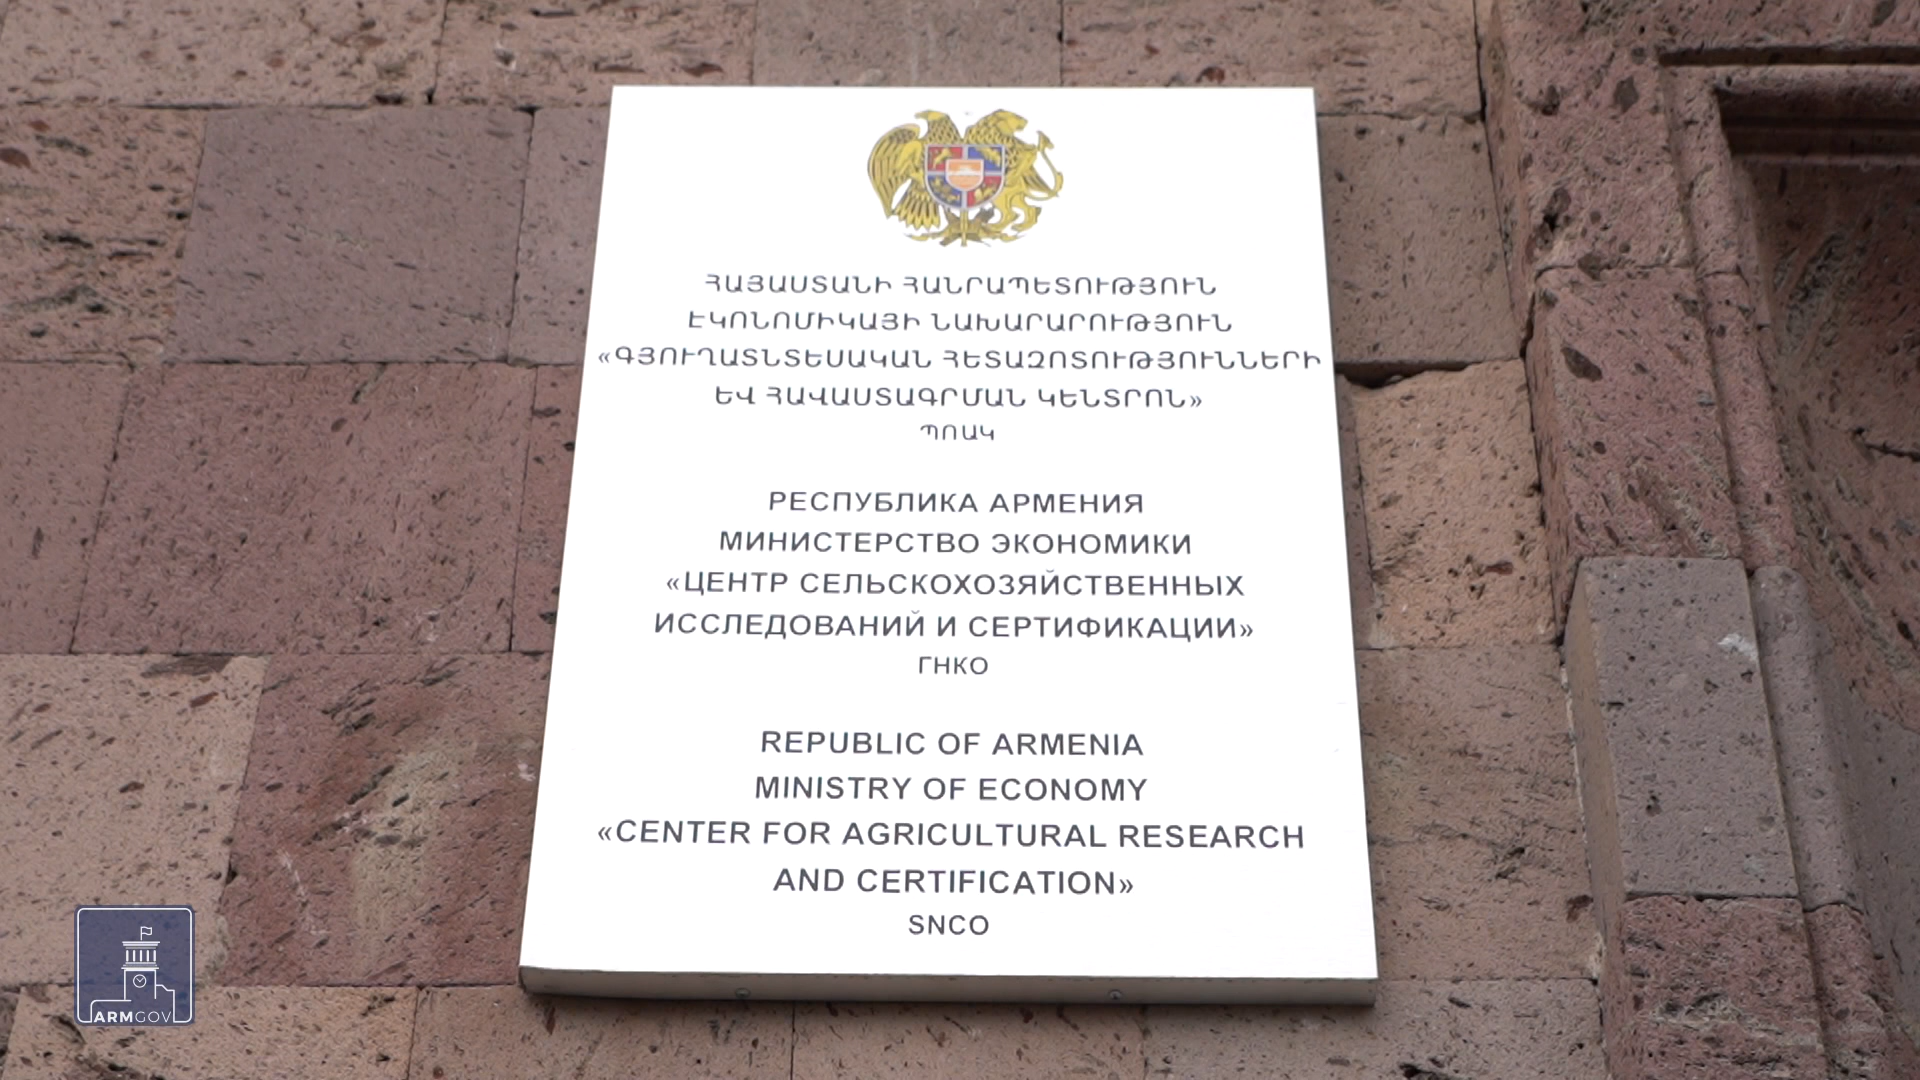 ՀԱՅԱՍՏԱՆԻ ՀԱՆՐԱՊԵՏՈՒԹՅՈՒՆ
ԷԿՈՆՈՄԻԿԱՅԻ ՆԱԽԱՐԱՐՈՒԹՅՈՒՆ
«ԳՅՈՒՂԱՏՆՏԵՍԱԿԱՆ ՀԵՏԱԶՈՏՈՒԹՅՈՒՆՆԵՐԻ
ԵՎ ՀԱՎԱՍՏԱԳՐՄԱՆ ԿԵՆՏՐՈՆ»
ՊՈԱԿ
РЕСПУБЛИКА АРМЕНИЯ
МИНИСТЕРСТВО ЭКОНОМИКИ
«ЦЕНТР СЕЛЬСКОХОЗЯЙСТВЕННЫХ
ИССЛЕДОВАНИЙ И СЕРТИФИКАЦИИ»
ГНКО
REPUBLIC OF ARMENIA
MINISTRY OF ECONOMY
«CENTER FOR AGRICULTURAL RESEARCH
AND CERTIFICATION»
SNCO
ARMGOV